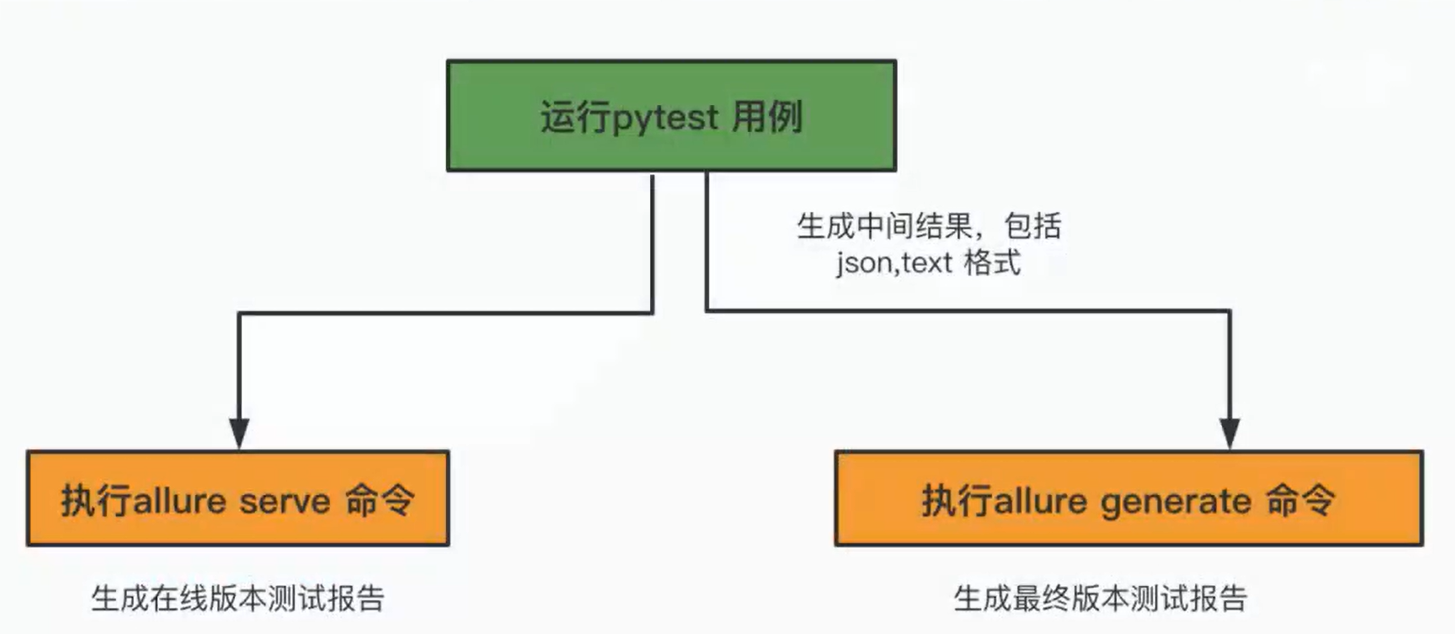 运行pytest 用例
生成中间结果，包括
json,text 格式
执行allure serve 命令
执行allure generate 命令
生成在线版本测试报告
生成最终版本测试报告